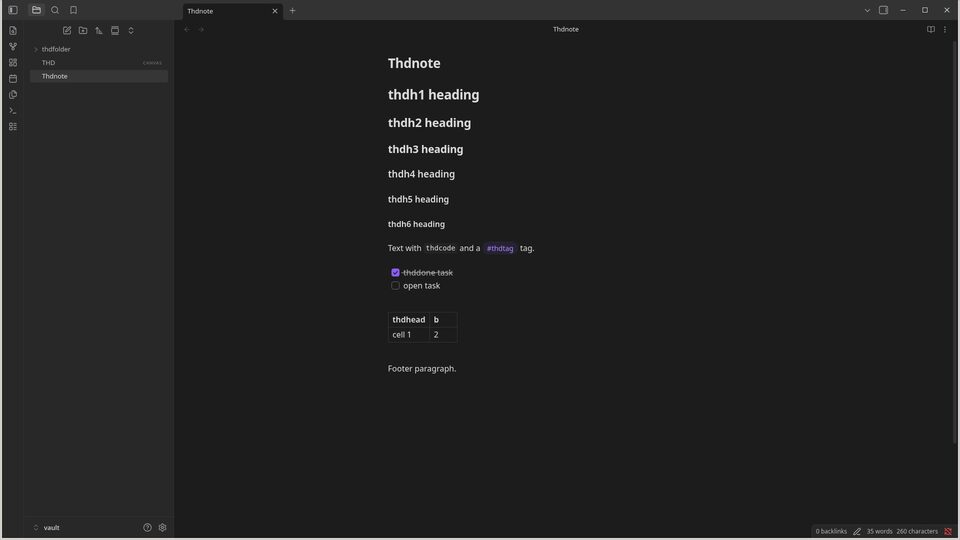 Thdnote
Thdnote
thdfolder
THD CANVAS
Thdnote
Thdnote
thdh1 heading
thdh2 heading
thdh3 heading
thdh4 heading
thdh5 heading
thdh6 heading
Text with thdcode and a #thdtag tag.
thddone task
open task
thdhead b
cell 1 2
Footer paragraph.
vault
0 backlinks 35 words 260 characters